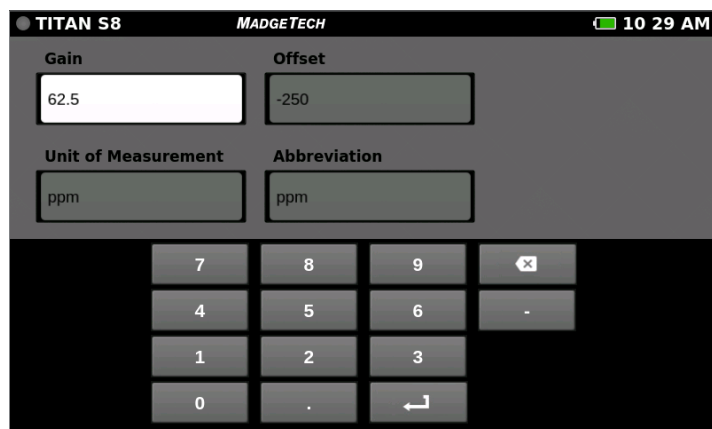 TITAN S8 MADGETECH 10 29 AM
Gain Offset
62.5 -250
Unit of Measurement Abbreviation
ppm ppm
7 8 9
4 5 6 -
1 2 3
0 .